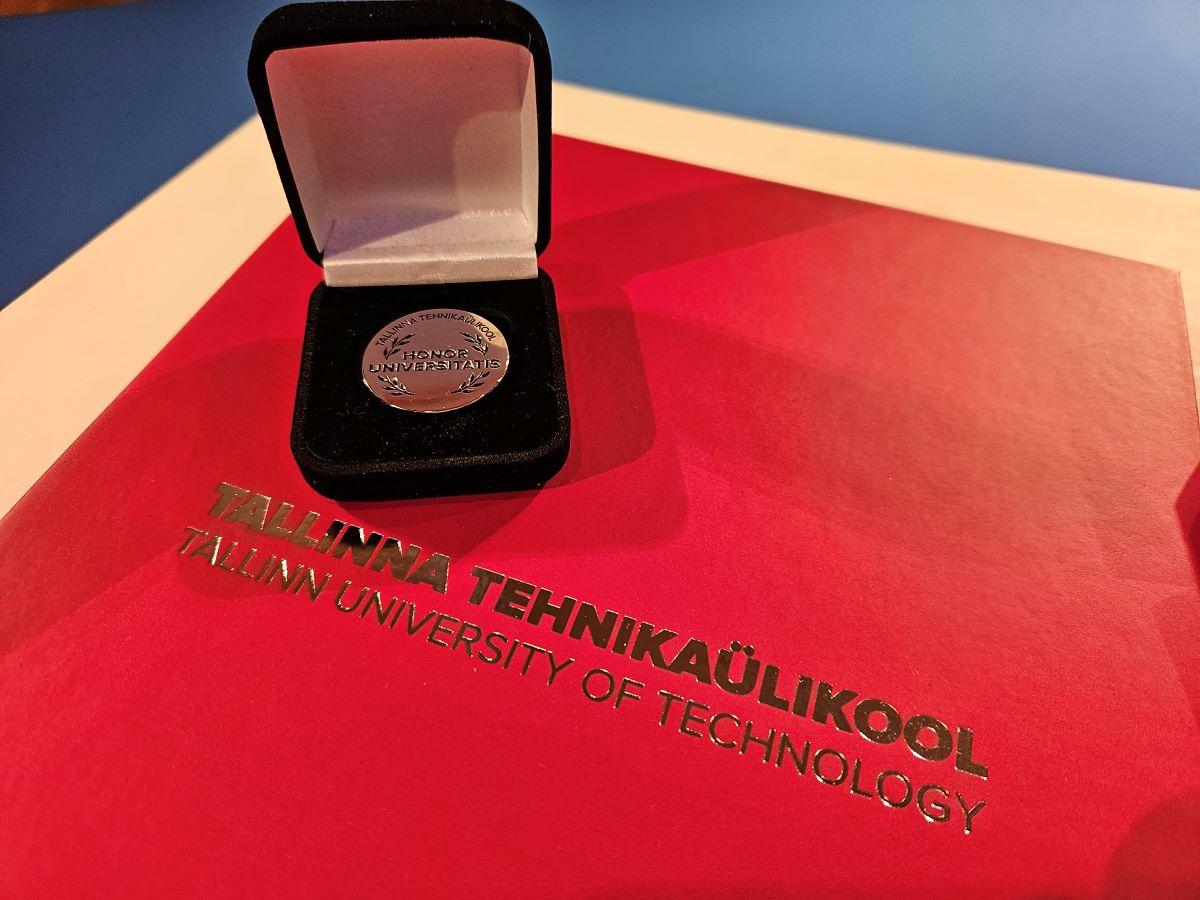 TALLINNA TEHNIKAÜLIKOOL
HONOR
UNIVERSITATIS
TALLINNA TEHNIKAÜLIKOOL
TALLINN UNIVERSITY OF TECHNOLOGY